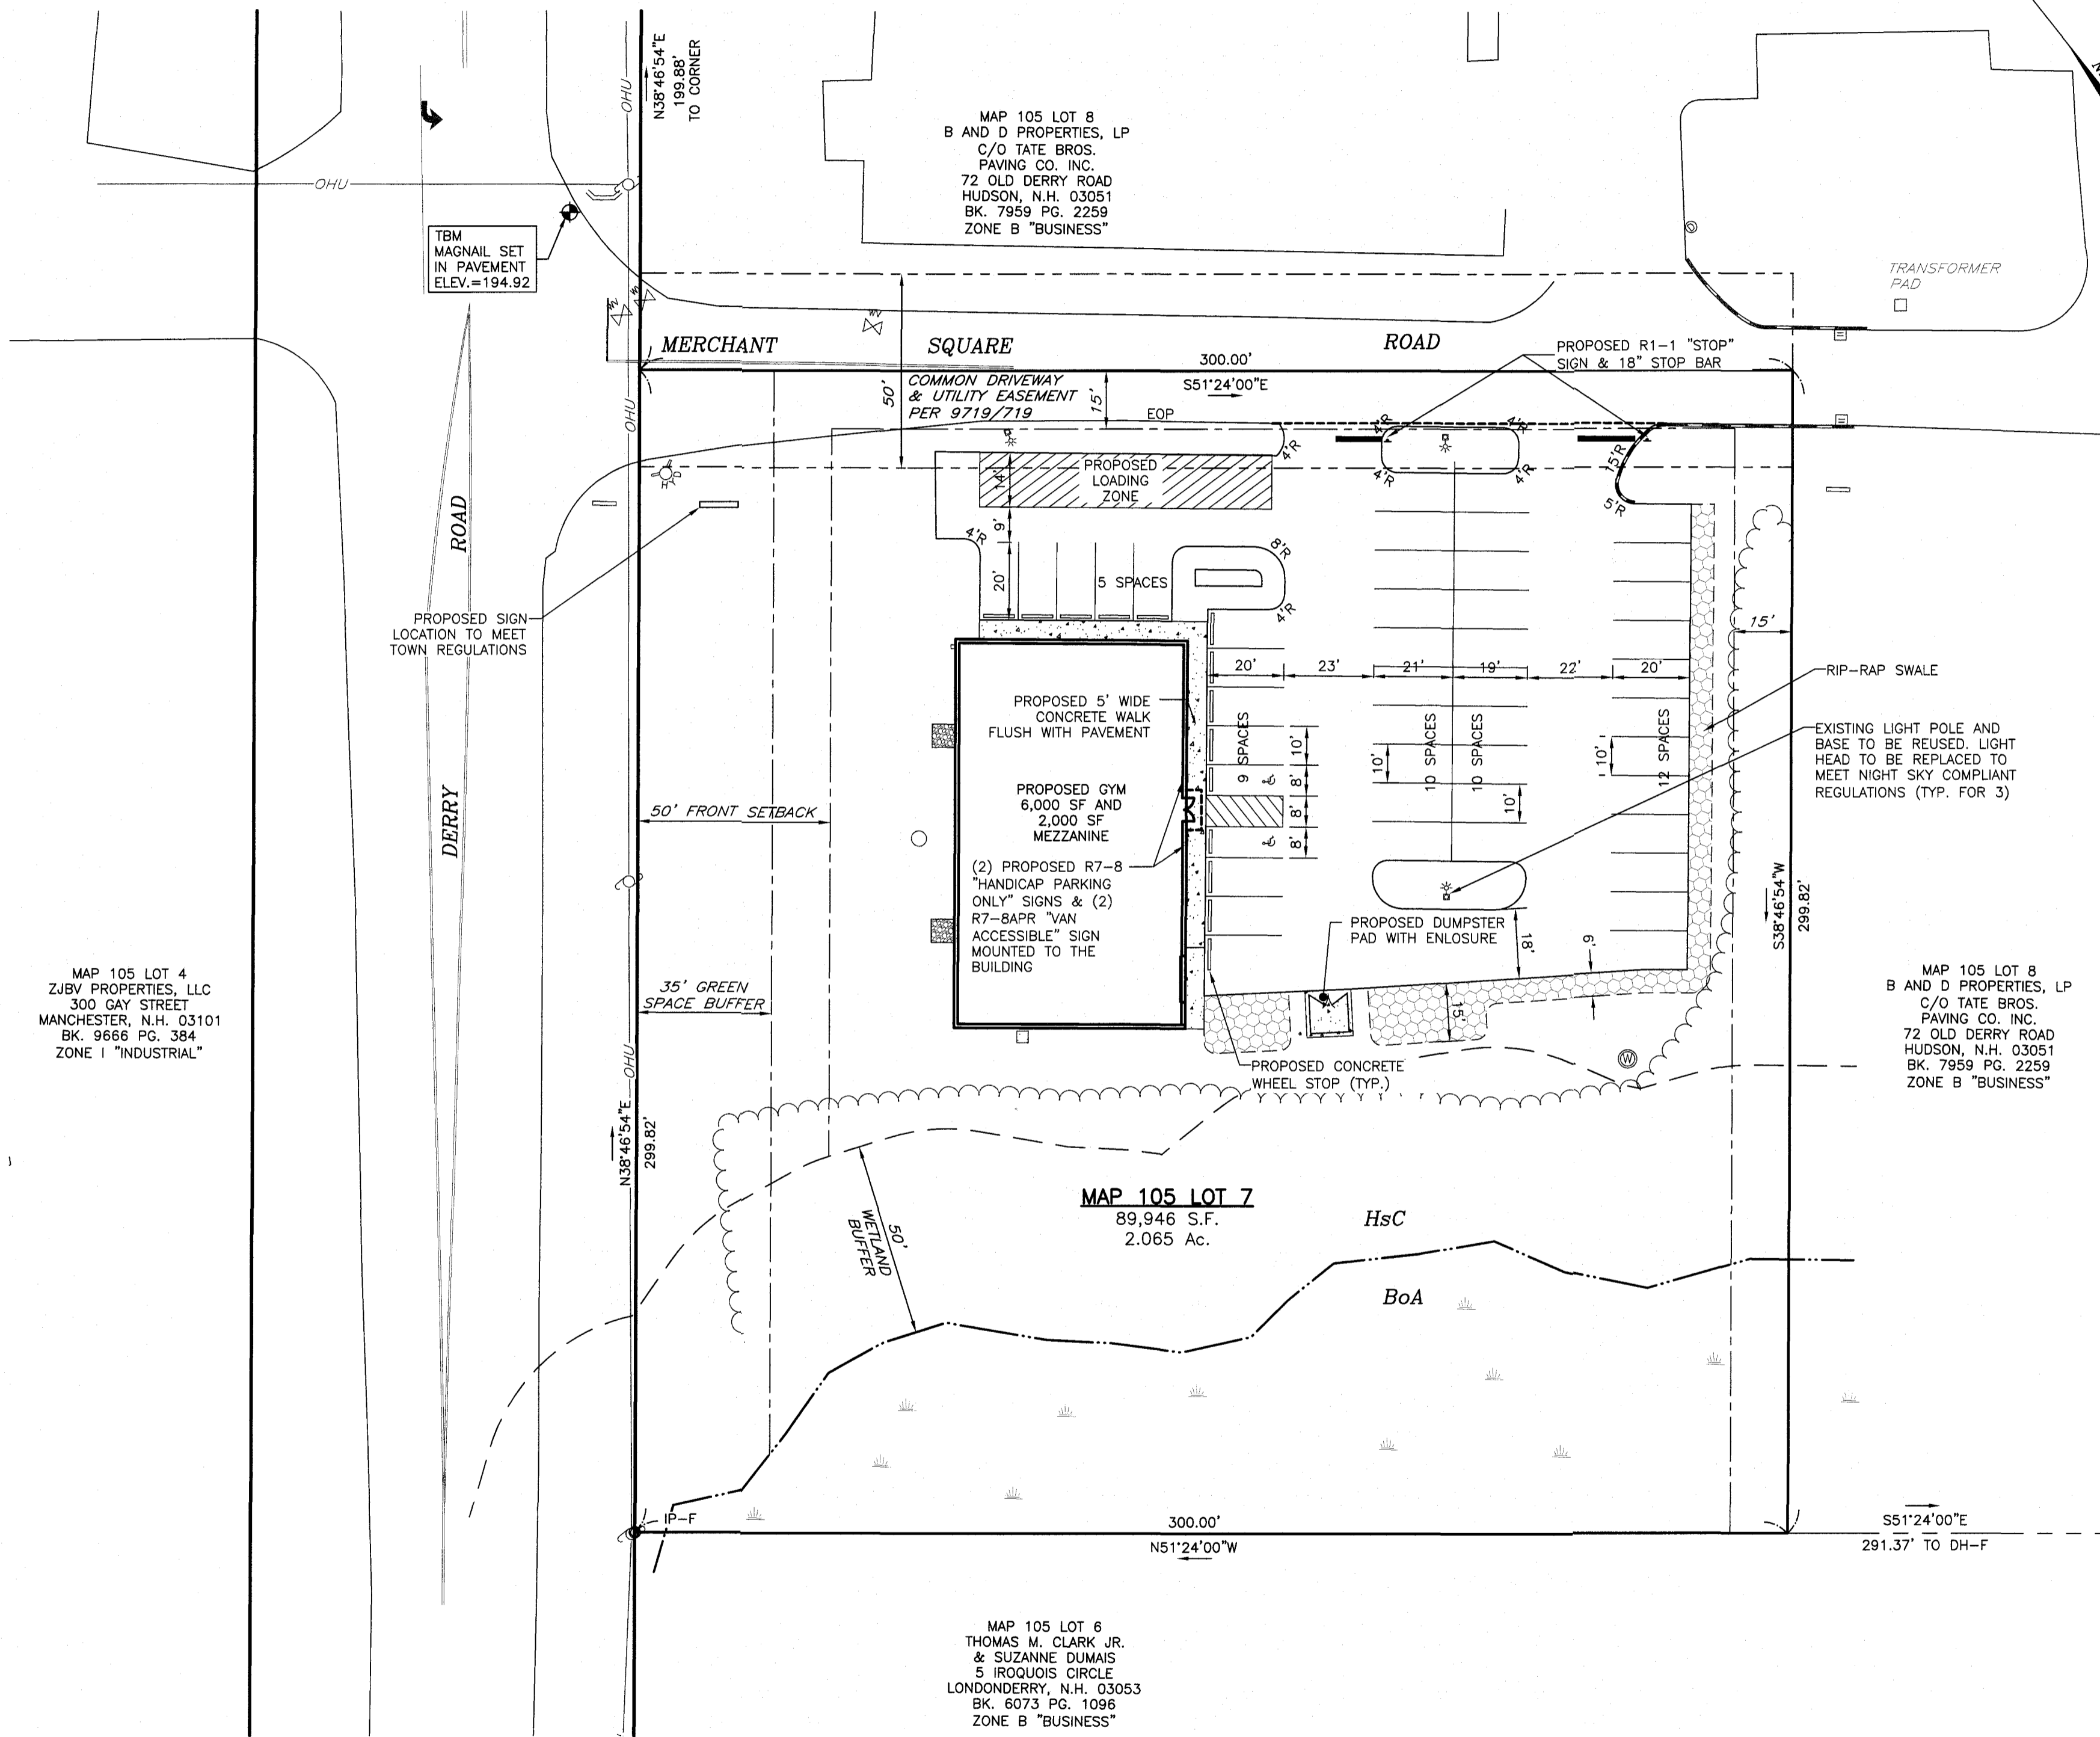 N38°46'54"E
199.88'
TO CORNER
OHU
OHU
MAP 105 LOT 8
B AND D PROPERTIES, LP
C/O TATE BROS.
PAVING CO. INC.
72 OLD DERRY ROAD
HUDSON, N.H. 03051
BK. 7959 PG. 2259
ZONE B "BUSINESS"
TBM
MAGNAIL SET
IN PAVEMENT
ELEV.=194.92
TRANSFORMER
PAD
D
MERCHANT SQUARE ROAD
300.00'
S51°24'00"E
PROPOSED R1-1 "STOP"
SIGN & 18" STOP BAR
50'
COMMON DRIVEWAY
& UTILITY EASEMENT
PER 9719/719
15'
EOP
OHU
4'R
4'R
4'R
4'R
4'R
15'R
5'R
PROPOSED
LOADING
ZONE
14'
9'
4'R
20'
5 SPACES
8'R
4'R
HYD
DERRY ROAD
PROPOSED SIGN
LOCATION TO MEET
TOWN REGULATIONS
15'
20'
23'
21'
19'
22'
20'
RIP-RAP SWALE
PROPOSED 5' WIDE
CONCRETE WALK
FLUSH WITH PAVEMENT
9 SPACES
10 SPACES
10 SPACES
12 SPACES
10'
8'
8'
8'
10'
10'
10'
EXISTING LIGHT POLE AND
BASE TO BE REUSED. LIGHT
HEAD TO BE REPLACED TO
MEET NIGHT SKY COMPLIANT
REGULATIONS (TYP. FOR 3)
PROPOSED GYM
6,000 SF AND
2,000 SF
MEZZANINE
50' FRONT SETBACK
(2) PROPOSED R7-8
"HANDICAP PARKING
ONLY" SIGNS & (2)
R7-8APR "VAN
ACCESSIBLE" SIGN
MOUNTED TO THE
BUILDING
PROPOSED DUMPSTER
PAD WITH ENLOSURE
18'
6'
15'
S38°46'54"W
299.82'
35' GREEN
SPACE BUFFER
MAP 105 LOT 4
ZJBV PROPERTIES, LLC
300 GAY STREET
MANCHESTER, N.H. 03101
BK. 9666 PG. 384
ZONE I "INDUSTRIAL"
MAP 105 LOT 8
B AND D PROPERTIES, LP
C/O TATE BROS.
PAVING CO. INC.
72 OLD DERRY ROAD
HUDSON, N.H. 03051
BK. 7959 PG. 2259
ZONE B "BUSINESS"
PROPOSED CONCRETE
WHEEL STOP (TYP.)
W
OHU
N38°46'54"E
299.82'
50'
WETLAND
BUFFER
MAP 105 LOT 7
89,946 S.F.
2.065 Ac.
HsC
BoA
IP-F
300.00'
N51°24'00"W
S51°24'00"E
291.37' TO DH-F
MAP 105 LOT 6
THOMAS M. CLARK JR.
& SUZANNE DUMAIS
5 IROQUOIS CIRCLE
LONDONDERRY, N.H. 03053
BK. 6073 PG. 1096
ZONE B "BUSINESS"